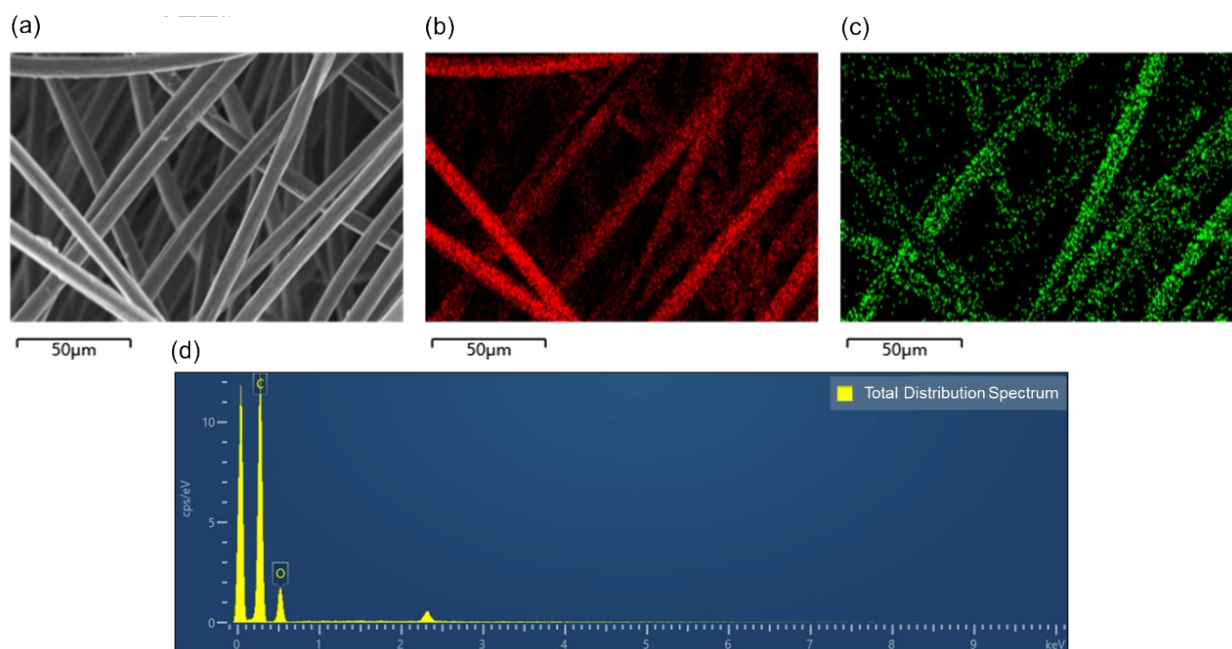 (a)
(b)
(c)
50μm
50μm
50μm
(d)
C
O
Total Distribution Spectrum
10
5
0
cps/eV
0 1 2 3 4 5 6 7 8 9 keV